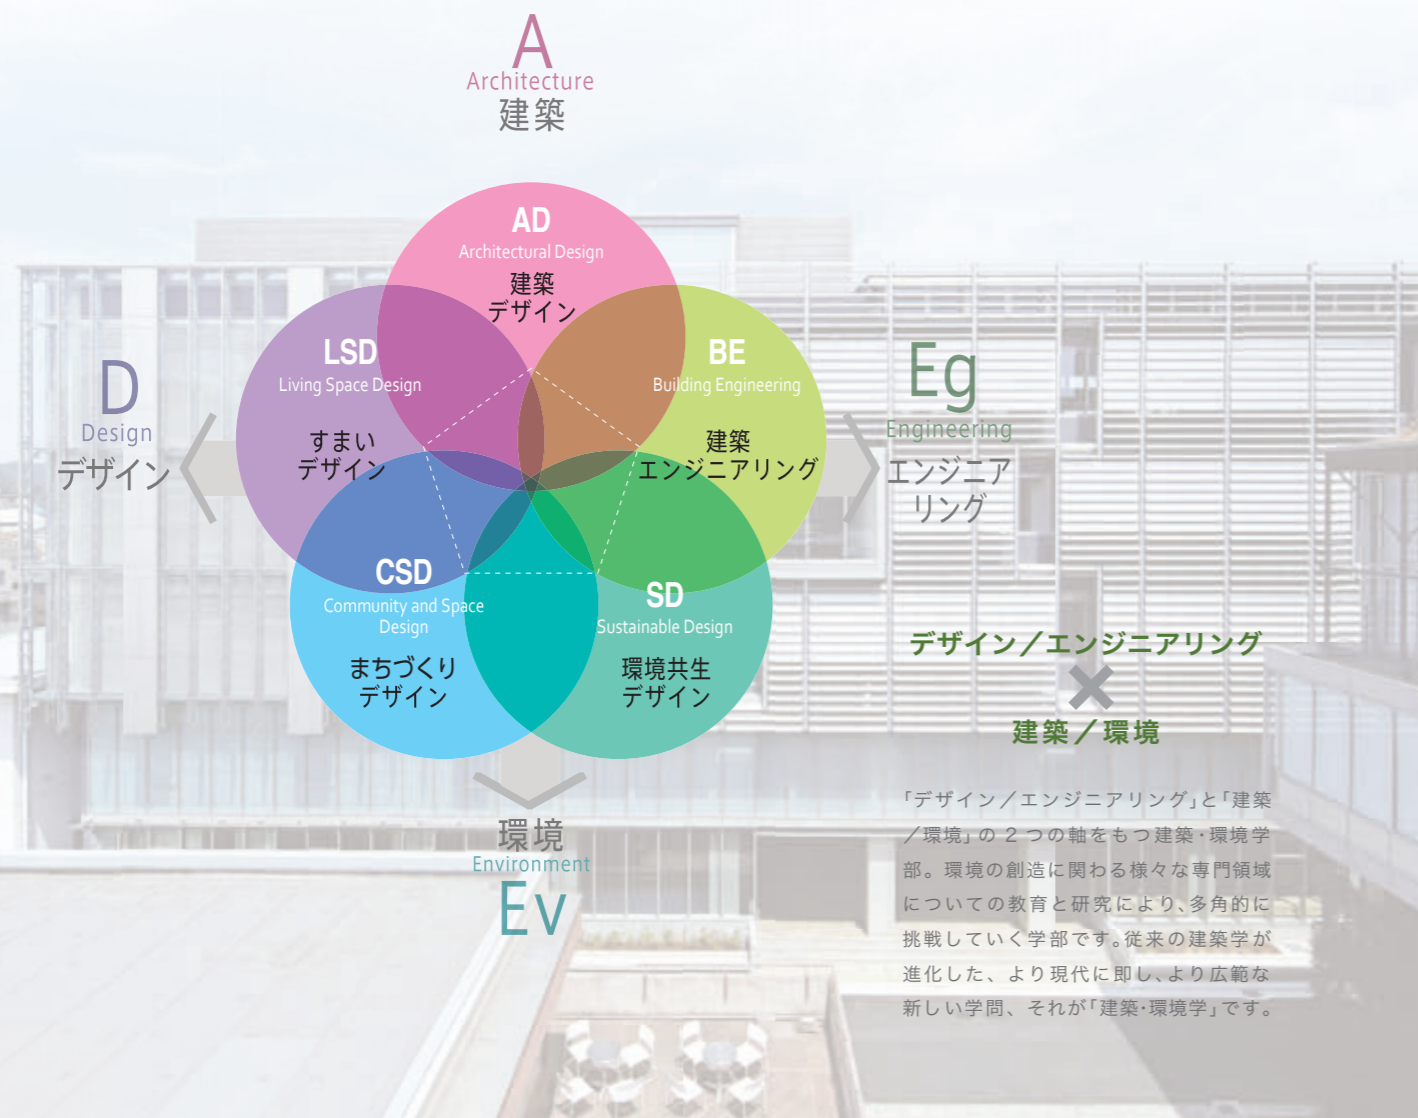 A
Architecture
建築
AD
Architectural Design
建築
デザイン
LSD
Living Space Design
すまい
デザイン
BE
Building Engineering
建築
エンジニアリング
D
Design
デザイン
Eg
Engineering
エンジニア
リング
CSD
Community and Space
Design
まちづくり
デザイン
SD
Sustainable Design
環境共生
デザイン
環境
Environment
Ev
デザイン／エンジニアリング
×
建築／環境
「デザイン／エンジニアリング」と「建築
／環境」の２つの軸をもつ建築・環境学
部。環境の創造に関わる様々な専門領域
についての教育と研究により、多角的に
挑戦していく学部です。従来の建築学が
進化した、より現代に即し、より広範な
新しい学問、それが「建築・環境学」です。